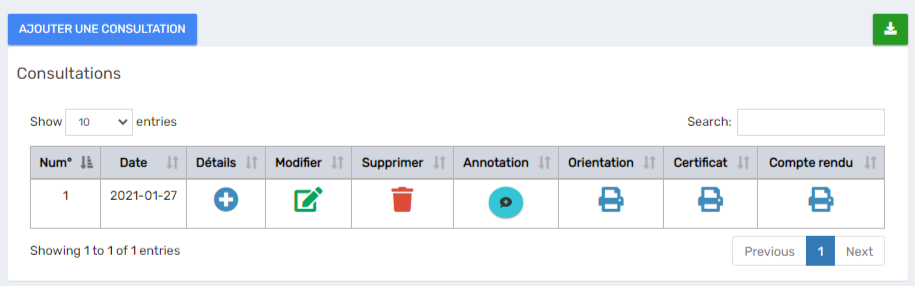 AJOUTER UNE CONSULTATION
Consultations
Show 10 entries Search:
Num° Date Détails Modifier Supprimer Annotation Orientation Certificat Compte rendu
1 2021-01-27
Showing 1 to 1 of 1 entries Previous 1 Next